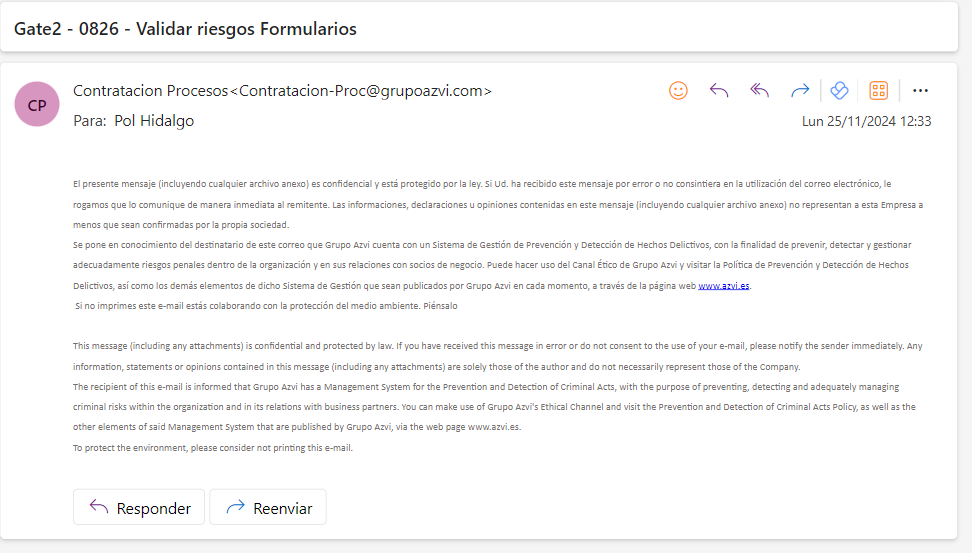 Gate2 - 0826 - Validar riesgos Formularios
CP
Contratacion Procesos<Contratacion-Proc@grupoazvi.com>
Para: Pol Hidalgo
Lun 25/11/2024 12:33
El presente mensaje (incluyendo cualquier archivo anexo) es confidencial y está protegido por la ley. Si Ud. ha recibido este mensaje por error o no consintiera en la utilización del correo electrónico, le
rogamos que lo comunique de manera inmediata al remitente. Las informaciones, declaraciones u opiniones contenidas en este mensaje (incluyendo cualquier archivo anexo) no representan a esta Empresa a
menos que sean confirmadas por la propia sociedad.
Se pone en conocimiento del destinatario de este correo que Grupo Azvi cuenta con un Sistema de Gestión de Prevención y Detección de Hechos Delictivos, con la finalidad de prevenir, detectar y gestionar
adecuadamente riesgos penales dentro de la organización y en sus relaciones con socios de negocio. Puede hacer uso del Canal Ético de Grupo Azvi y visitar la Política de Prevención y Detección de Hechos
Delictivos, así como los demás elementos de dicho Sistema de Gestión que sean publicados por Grupo Azvi en cada momento, a través de la página web www.azvi.es.
Si no imprimes este e-mail estás colaborando con la protección del medio ambiente. Piénsalo
This message (including any attachments) is confidential and protected by law. If you have received this message in error or do not consent to the use of your e-mail, please notify the sender immediately. Any
information, statements or opinions contained in this message (including any attachments) are solely those of the author and do not necessarily represent those of the Company.
The recipient of this e-mail is informed that Grupo Azvi has a Management System for the Prevention and Detection of Criminal Acts, with the purpose of preventing, detecting and adequately managing
criminal risks within the organization and in its relations with business partners. You can make use of Grupo Azvi's Ethical Channel and visit the Prevention and Detection of Criminal Acts Policy, as well as the
other elements of said Management System that are published by Grupo Azvi, via the web page www.azvi.es.
To protect the environment, please consider not printing this e-mail.
Responder
Reenviar